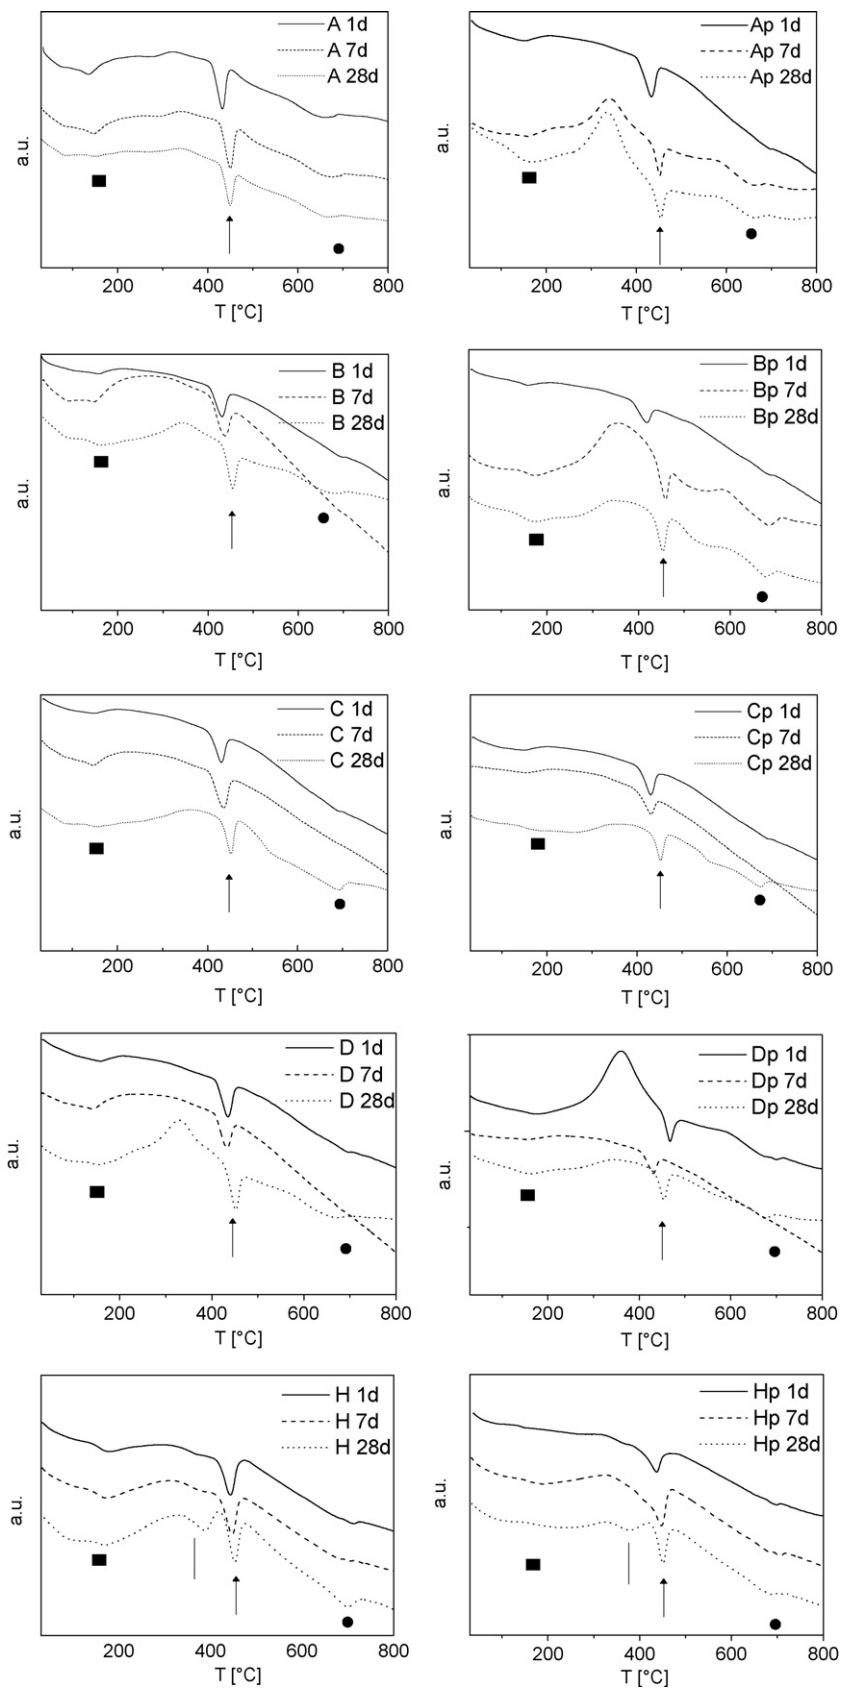 A 1d
A 7d
A 28d
a.u.
200 400 600 800
T [°C]
Ap 1d
Ap 7d
Ap 28d
a.u.
200 400 600 800
T [°C]
B 1d
B 7d
B 28d
a.u.
200 400 600 800
T [°C]
Bp 1d
Bp 7d
Bp 28d
a.u.
200 400 600 800
T [°C]
C 1d
C 7d
C 28d
a.u.
200 400 600 800
T [°C]
Cp 1d
Cp 7d
Cp 28d
a.u.
200 400 600 800
T [°C]
D 1d
D 7d
D 28d
a.u.
200 400 600 800
T [°C]
Dp 1d
Dp 7d
Dp 28d
a.u.
200 400 600 800
T [°C]
H 1d
H 7d
H 28d
a.u.
200 400 600 800
T [°C]
Hp 1d
Hp 7d
Hp 28d
a.u.
200 400 600 800
T [°C]